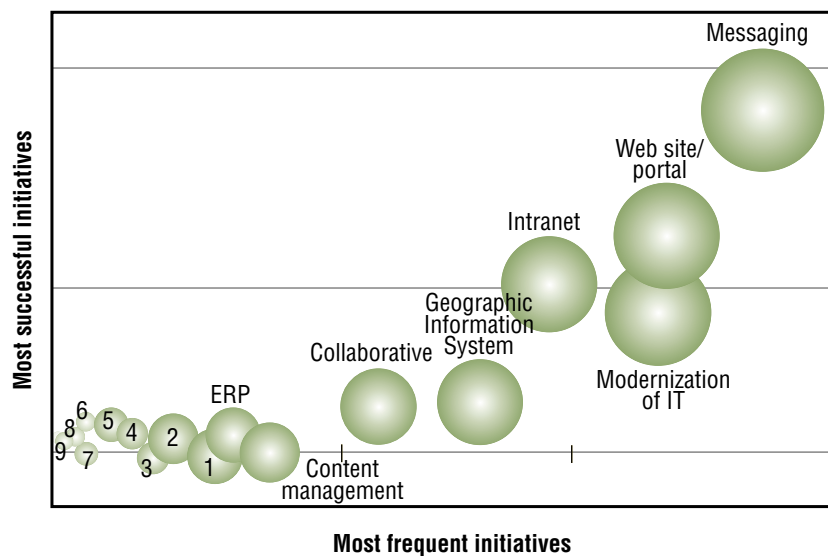 Messaging
Web site/
portal
Intranet
Geographic
Information
System
Collaborative
Modernization
of IT
ERP
6
5
8
4
2
9
7
3
1
Content
management
Most successful initiatives
Most frequent initiatives